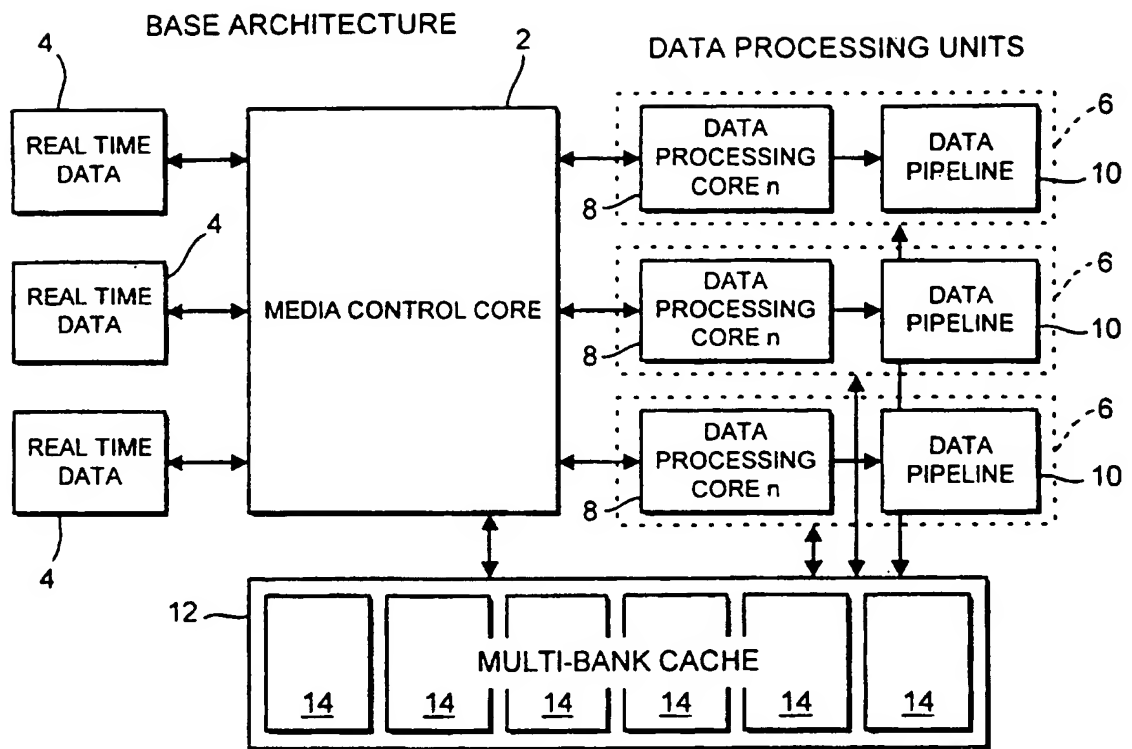 BASE ARCHITECTURE
DATA PROCESSING UNITS
4
2
REAL TIME
DATA
DATA
PROCESSING
CORE n
DATA
PIPELINE
6
10
8
4
REAL TIME
DATA
MEDIA CONTROL CORE
DATA
PROCESSING
CORE n
DATA
PIPELINE
6
10
8
REAL TIME
DATA
4
DATA
PROCESSING
CORE n
DATA
PIPELINE
6
10
8
12
MULTI-BANK CACHE
14
14
14
14
14
14